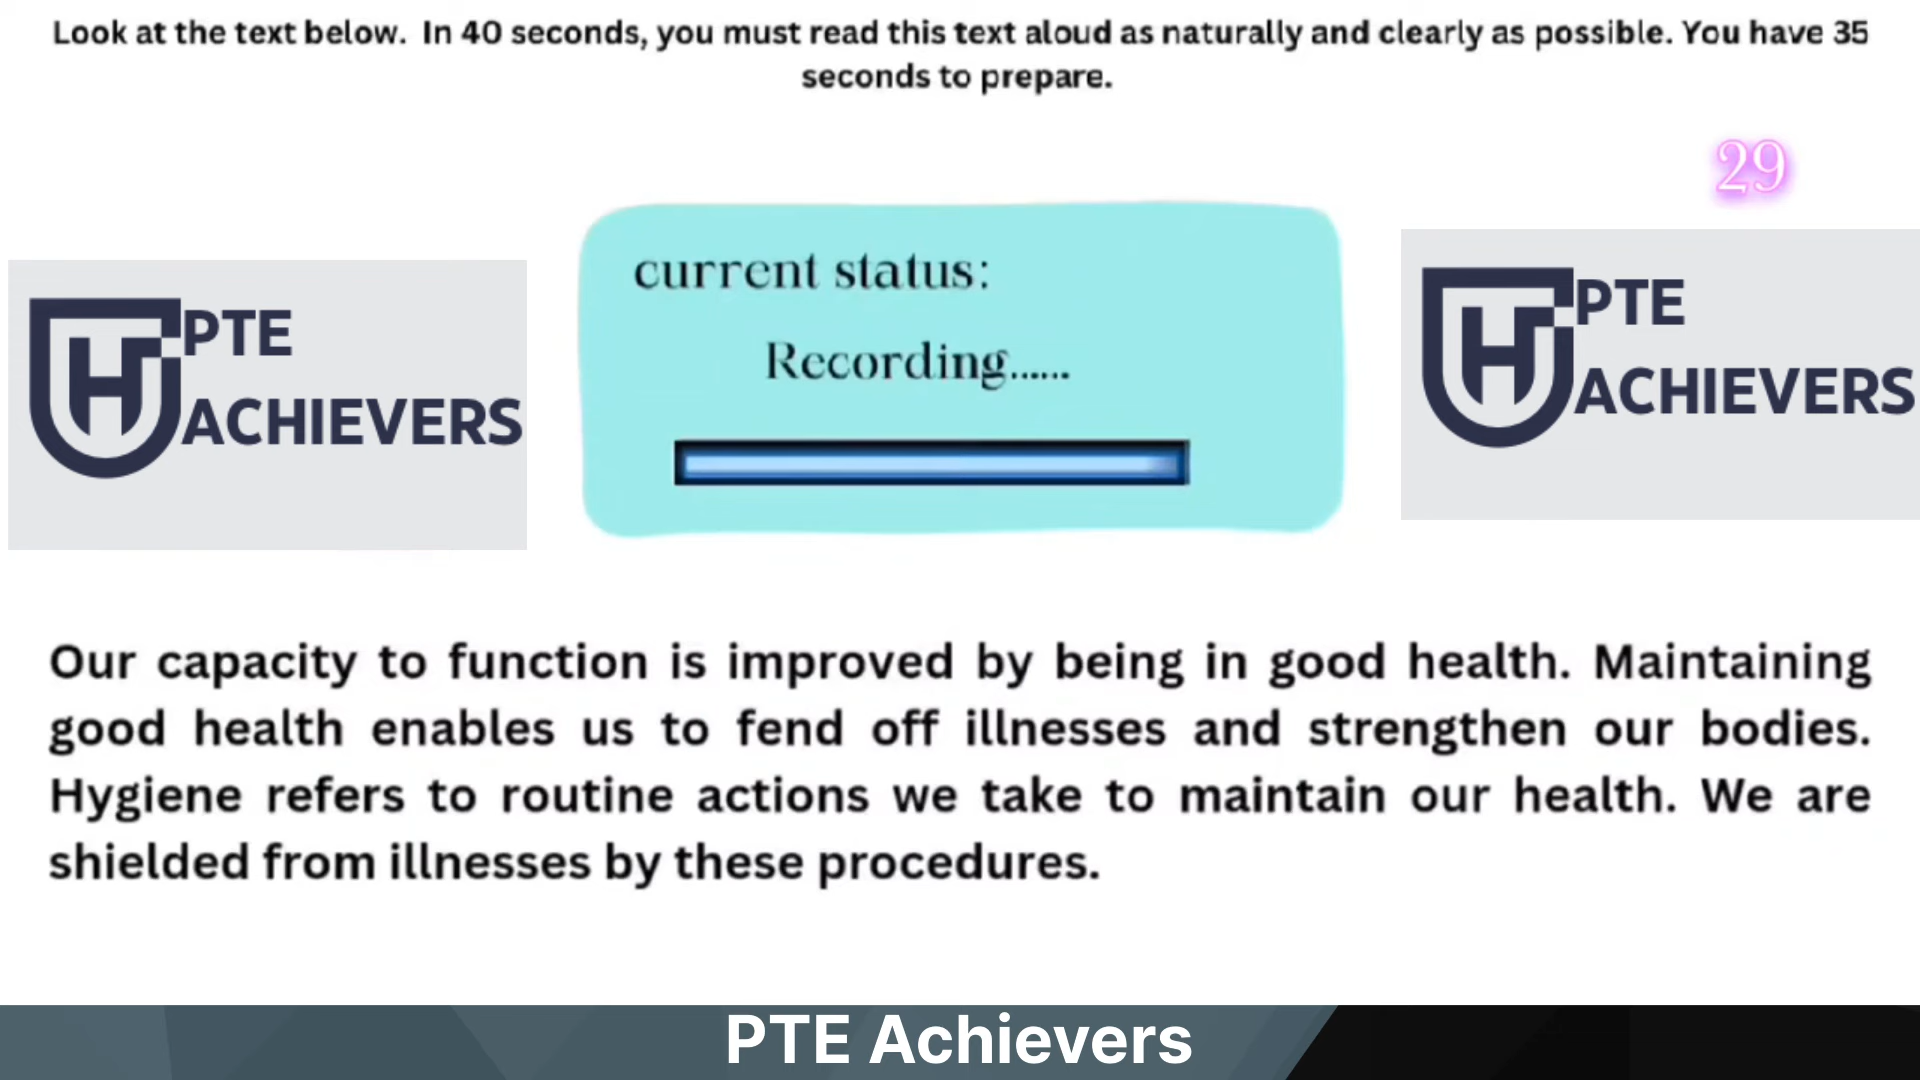 Look at the text below.  In 40 seconds, you must read this text aloud as naturally and clearly as possible. You have 35
seconds to prepare.
29
current status:
Recording......
PTE
ACHIEVERS
PTE
ACHIEVERS
Our capacity to function is improved by being in good health. Maintaining
good health enables us to fend off illnesses and strengthen our bodies.
Hygiene refers to routine actions we take to maintain our health. We are
shielded from illnesses by these procedures.
PTE Achievers